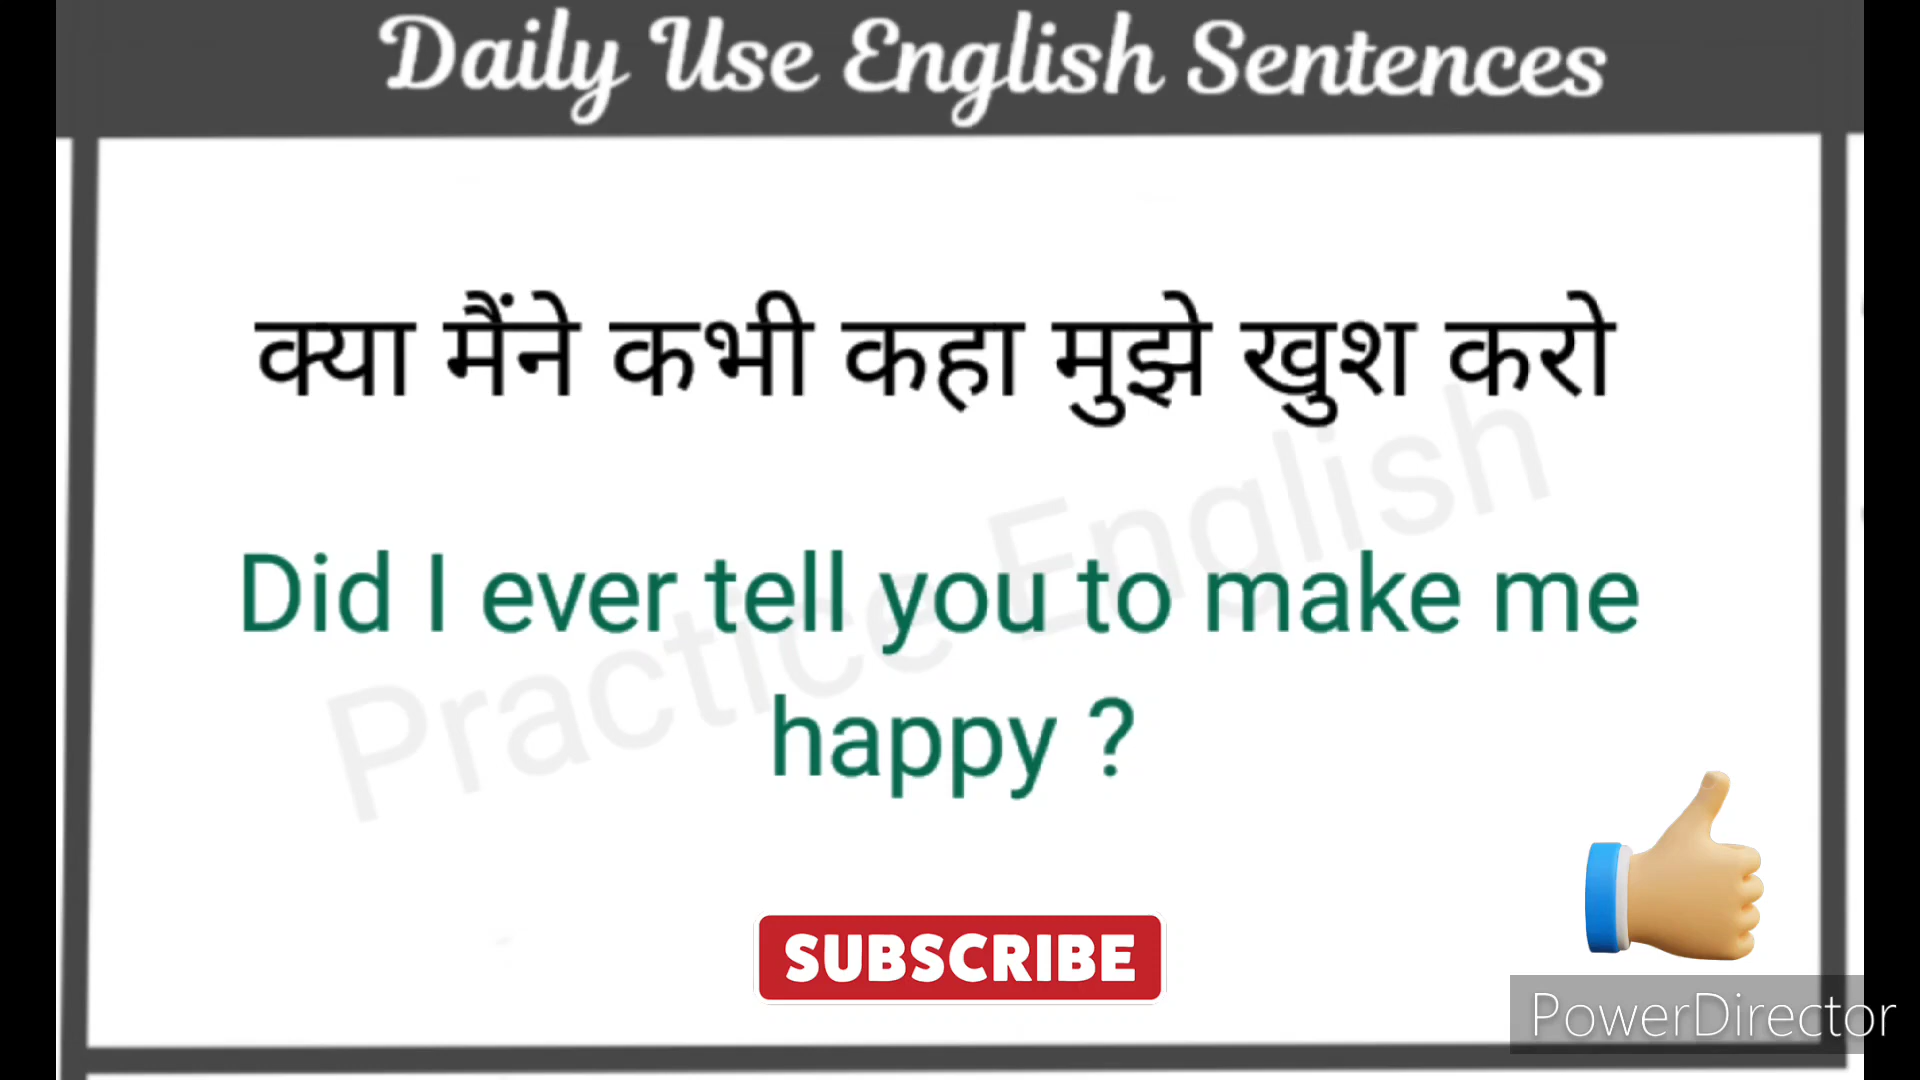 Daily Use English Sentences
क्या मैंने कभी कहा मुझे खुश करो
Did I ever tell you to make me
happy ?
Practice English
SUBSCRIBE
PowerDirector